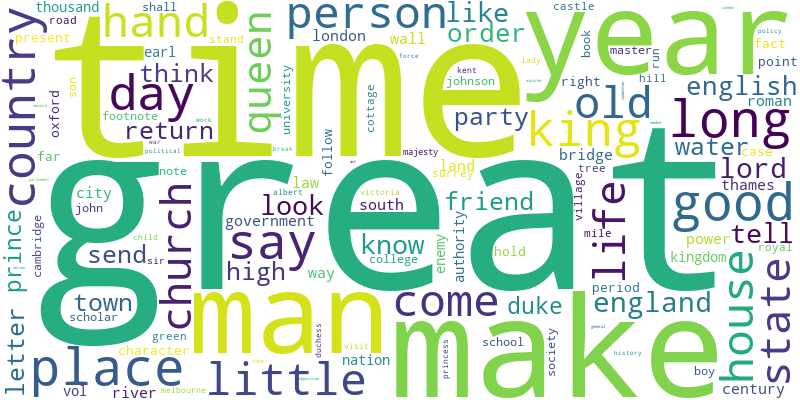 time
great
make
man
year
good
long
king
say
hand
person
day
old
place
little
come
life
house
state
church
country
queen
england
know
town
look
lord
tell
water
english
friend
high
send
return
think
party
order
like
duke
prince
letter
thousand
road
present
earl
son
shall
stand
london
wall
castle
book
master
run
fact
policy
point
right
hill
roman
case
bridge
tree
thames
oxford
footnote
university
cottage
johnson
lady
kent
force
work
war
political
break
majesty
land
surrey
follow
law
note
far
city
john
cambridge
child
sir
albert
victoria
south
government
college
way
enemy
authority
hold
village
mile
power
kingdom
royal
period
scholar
green
character
vol
river
melbourne
visit
nation
duchess
princess
school
society
general
history
boy
century